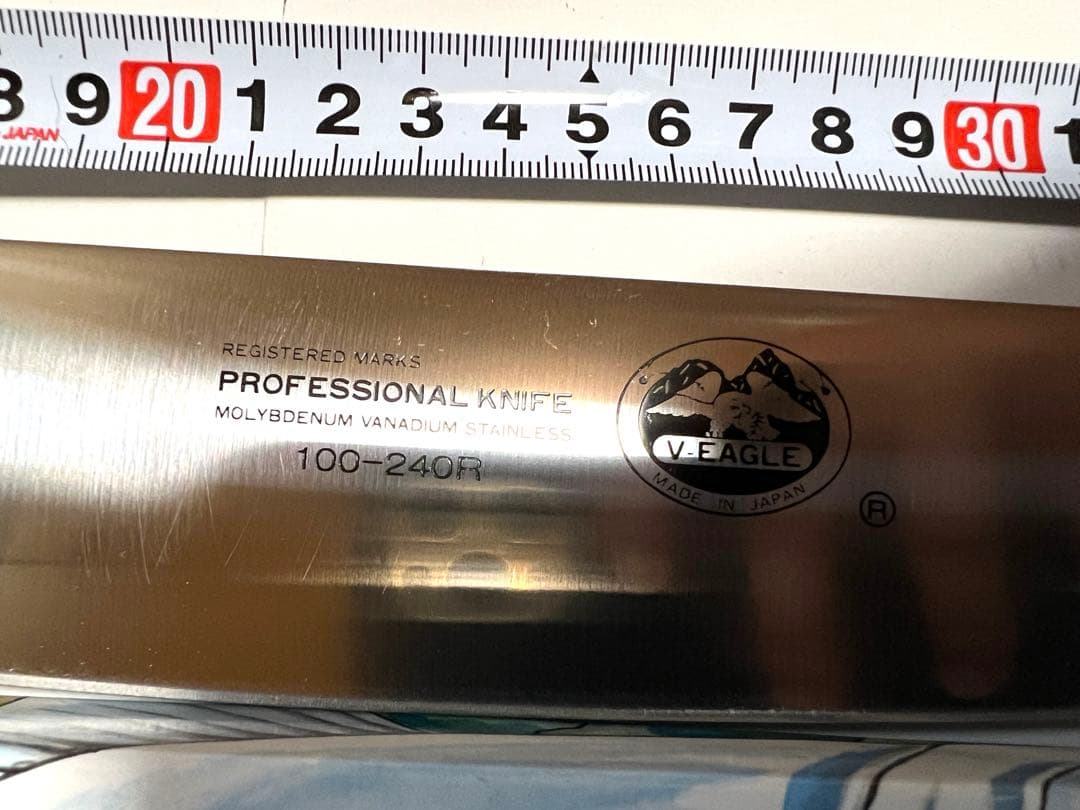 8 9 20 1 2 3 4 5 6 7 8 9 30 1
JAPAN
REGISTERED MARKS
PROFESSIONAL KNIFE
MOLYBDENUM VANADIUM STAINLESS
100-240R
V-EAGLE
MADE IN JAPAN
®